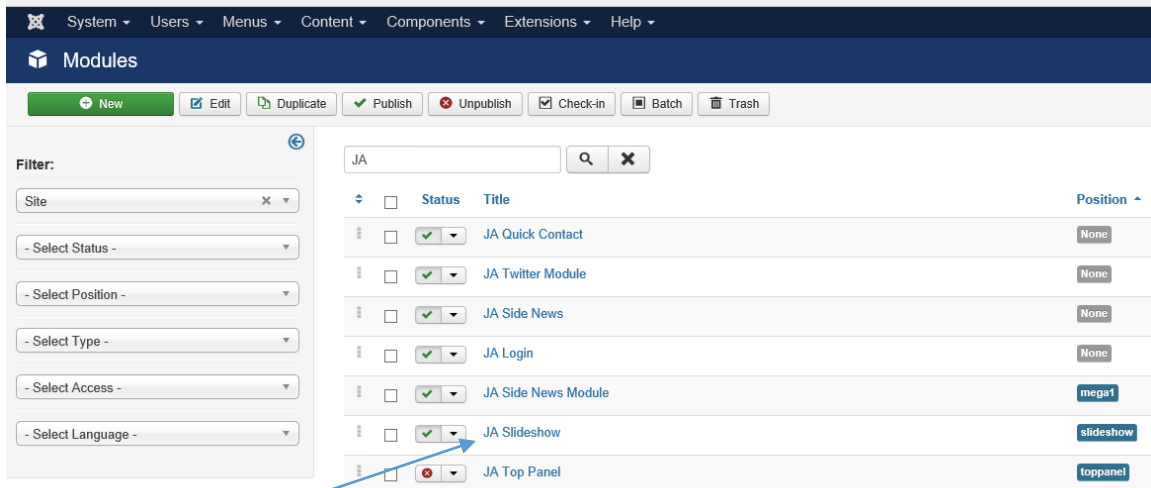 System Users Menus Content Components Extensions Help
Modules
New Edit Duplicate Publish Unpublish Check-in Batch Trash
Filter:
JA
Site
Status Title Position
- Select Status -
JA Quick Contact None
JA Twitter Module None
- Select Position -
JA Side News None
- Select Type -
JA Login None
- Select Access -
JA Side News Module mega1
- Select Language -
JA Slideshow slideshow
JA Top Panel toppanel